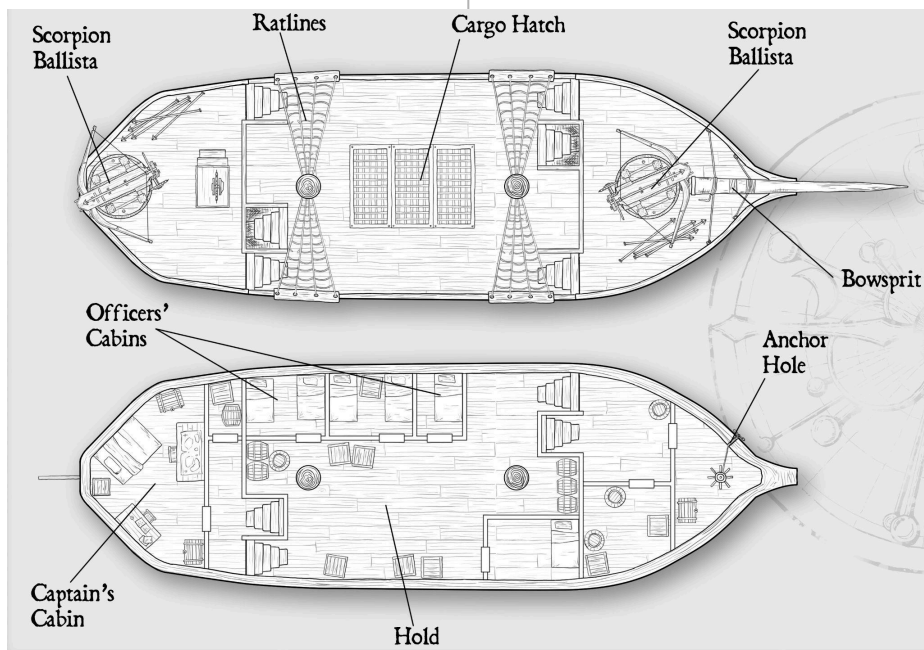 Scorpion
Ballista
Ratlines
Cargo Hatch
Scorpion
Ballista
Bowsprit
Officers'
Cabins
Anchor
Hole
Captain's
Cabin
Hold